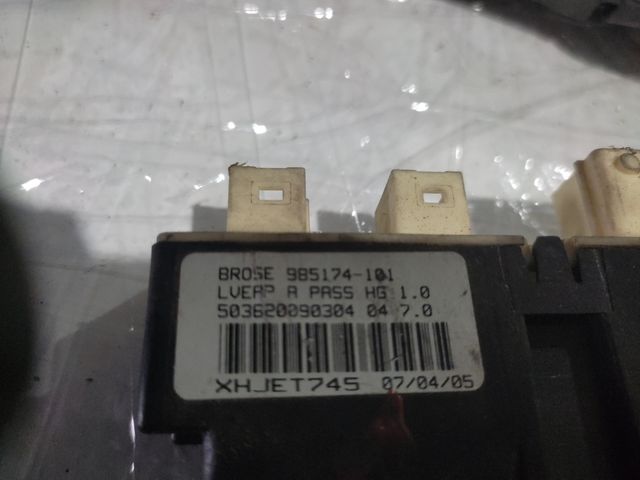 BROSE 985174-101
LVEAP A PASS HG 1.0
503620090304 04 7.0
XHJET745 07/04/05